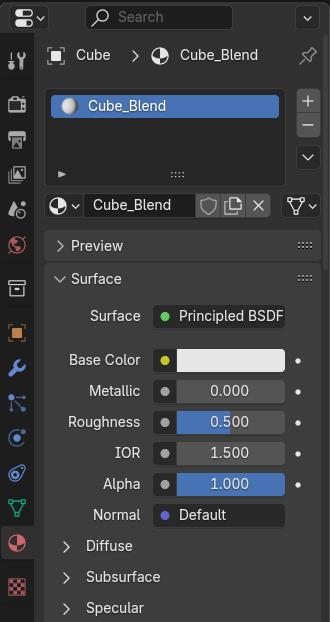 Search
Cube > Cube_Blend
Cube_Blend
Cube_Blend
Preview
Surface
Surface Principled BSDF
Base Color
Metallic 0.000
Roughness 0.500
IOR 1.500
Alpha 1.000
Normal Default
Diffuse
Subsurface
Specular